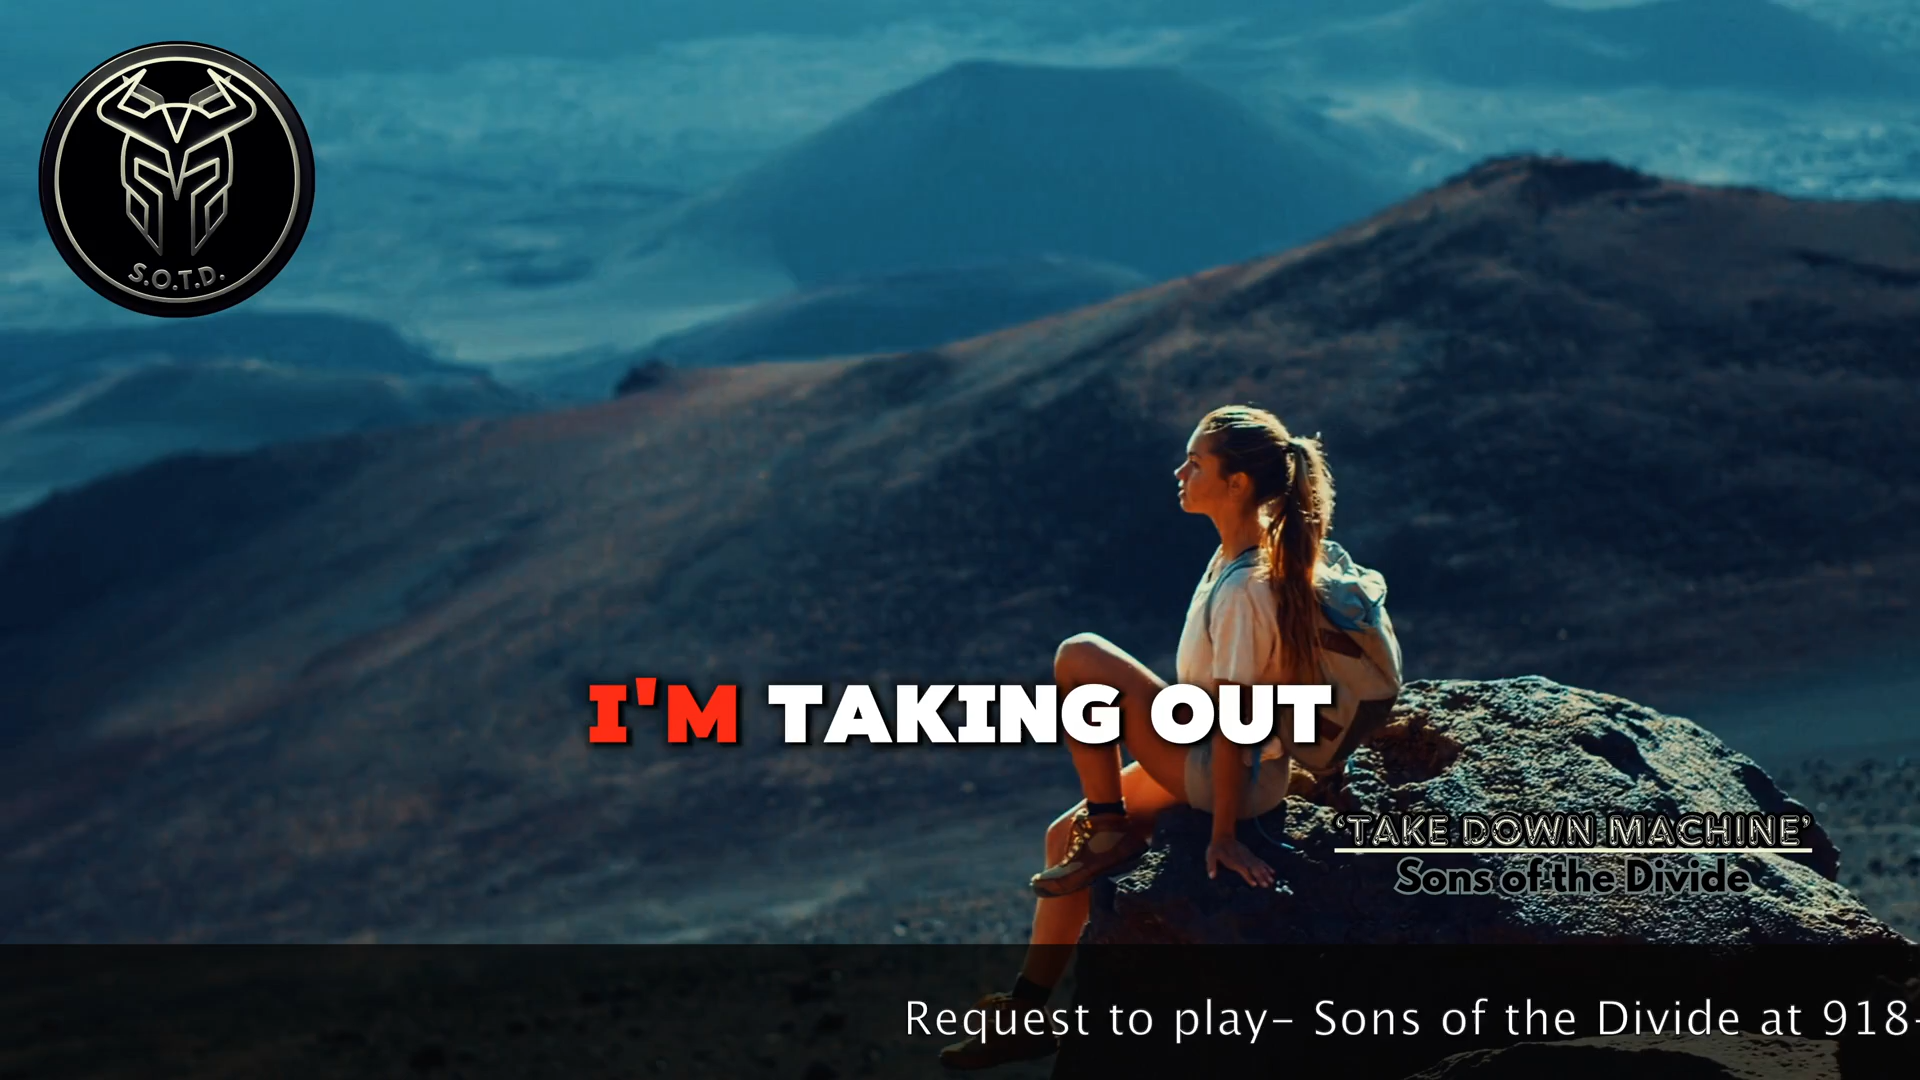 S.O.T.D.
I'M TAKING OUT
‘TAKE DOWN MACHINE’
Sons of the Divide
Request to play– Sons of the Divide at 918-